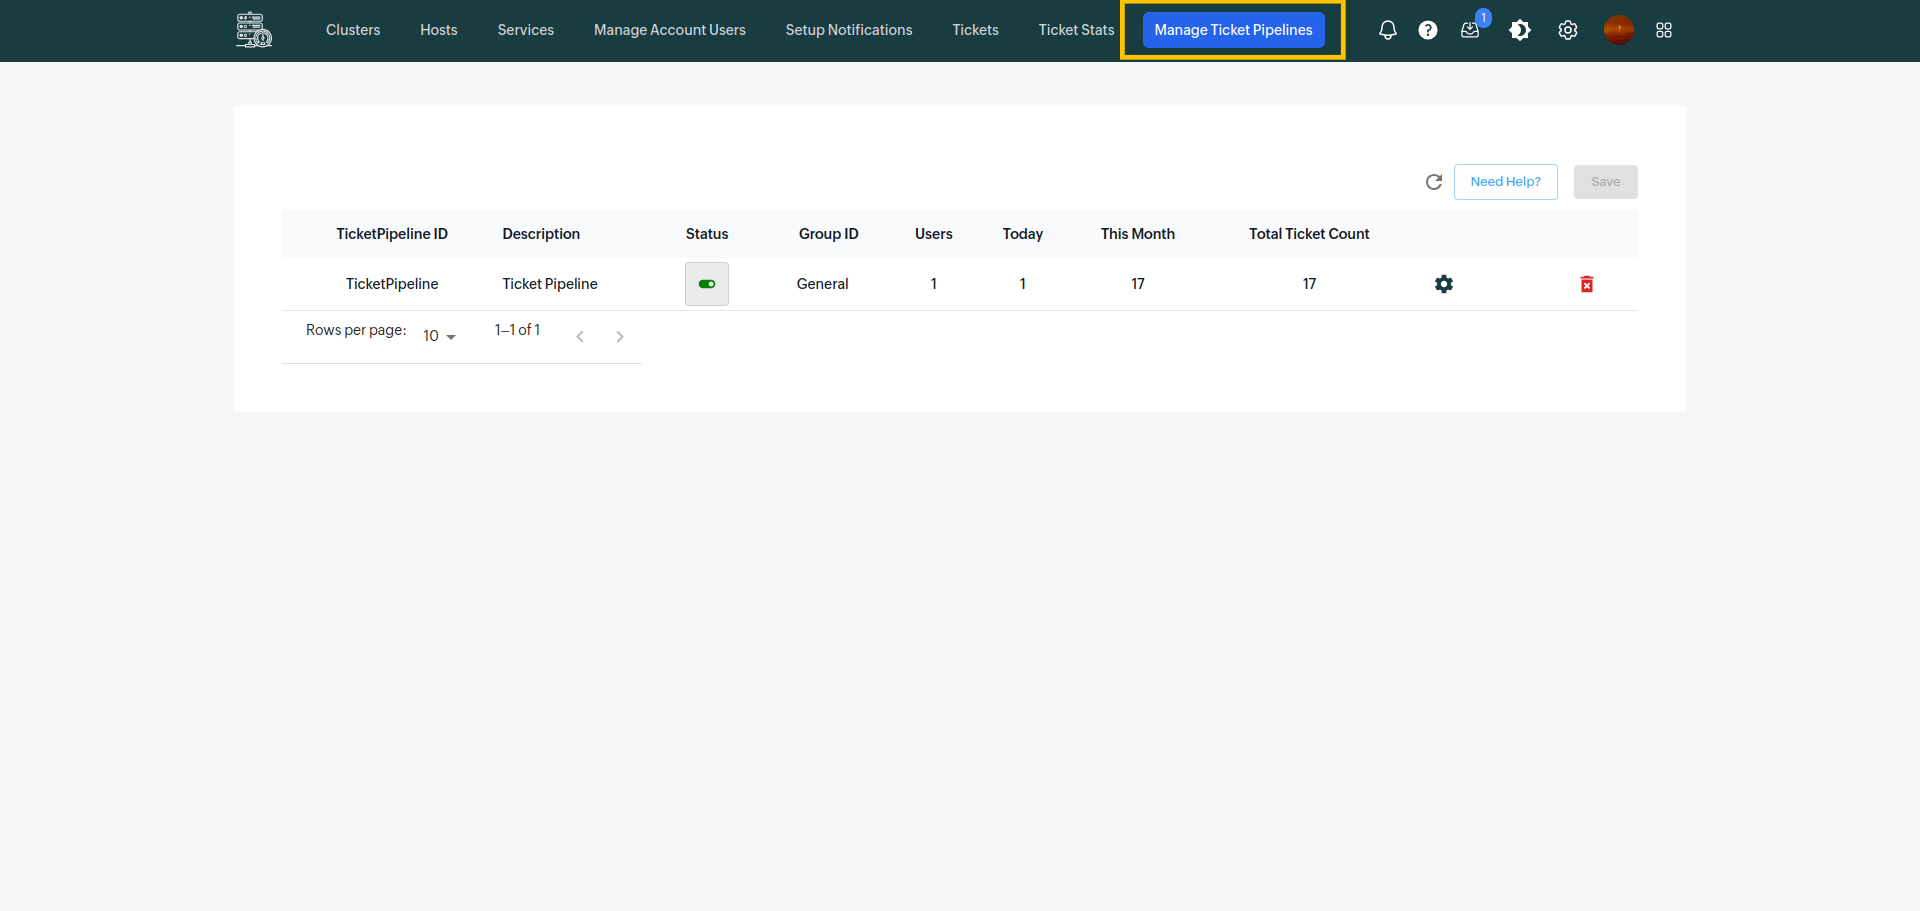 Clusters Hosts Services Manage Account Users Setup Notifications Tickets Ticket Stats Manage Ticket Pipelines ? 1
Need Help? Save
TicketPipeline ID Description Status Group ID Users Today This Month Total Ticket Count
TicketPipeline Ticket Pipeline General 1 1 17 17
Rows per page: 10 1–1 of 1